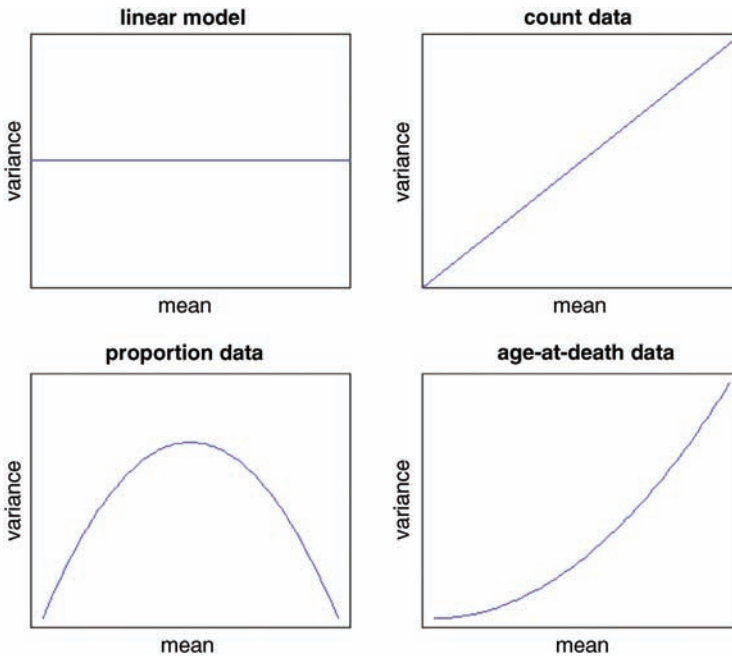 linear model
variance
mean
count data
variance
mean
proportion data
variance
mean
age-at-death data
variance
mean